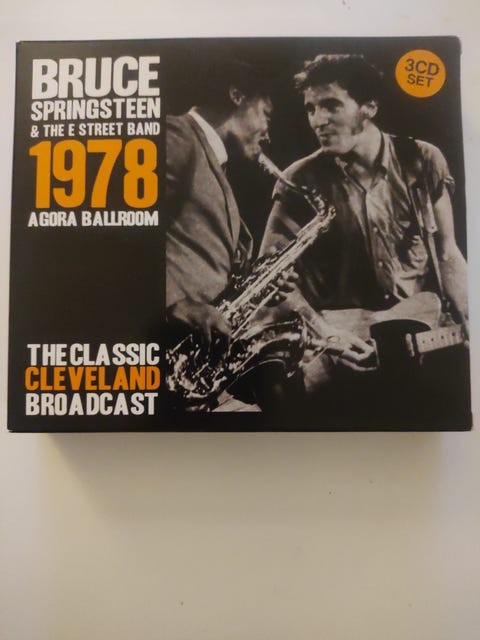 BRUCE
SPRINGSTEEN
& THE E STREET BAND
1978
AGORA BALLROOM
3CD
SET
THE CLASSIC
CLEVELAND
BROADCAST